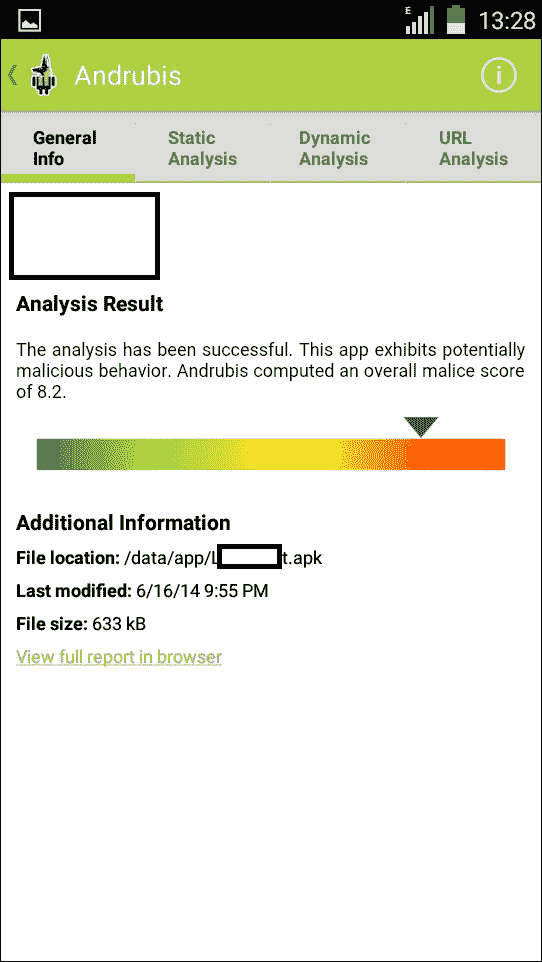 E 13:28
Andrubis
General Info
Static Analysis
Dynamic Analysis
URL Analysis
Analysis Result
The analysis has been successful. This app exhibits potentially
malicious behavior. Andrubis computed an overall malice score
of 8.2.
Additional Information
File location: /data/app/L t.apk
Last modified: 6/16/14 9:55 PM
File size: 633 kB
View full report in browser